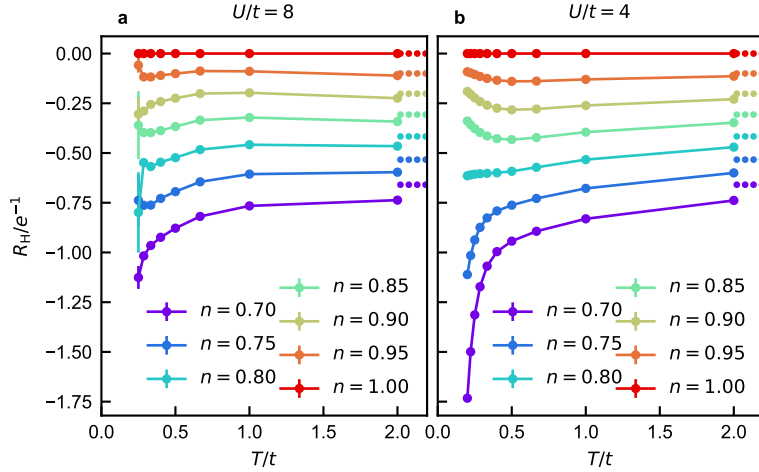 a
U/t = 8
b
U/t = 4
R_H/e⁻¹
0.00
−0.25
−0.50
−0.75
−1.00
−1.25
−1.50
−1.75
n = 0.70
n = 0.75
n = 0.80
n = 0.85
n = 0.90
n = 0.95
n = 1.00
n = 0.70
n = 0.75
n = 0.80
n = 0.85
n = 0.90
n = 0.95
n = 1.00
0.0 0.5 1.0 1.5 2.0
0.0 0.5 1.0 1.5 2.0
T/t
T/t